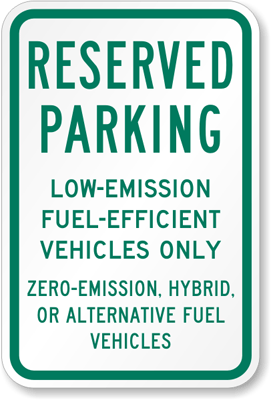 RESERVED
PARKING
LOW-EMISSION
FUEL-EFFICIENT
VEHICLES ONLY
ZERO-EMISSION, HYBRID,
OR ALTERNATIVE FUEL
VEHICLES